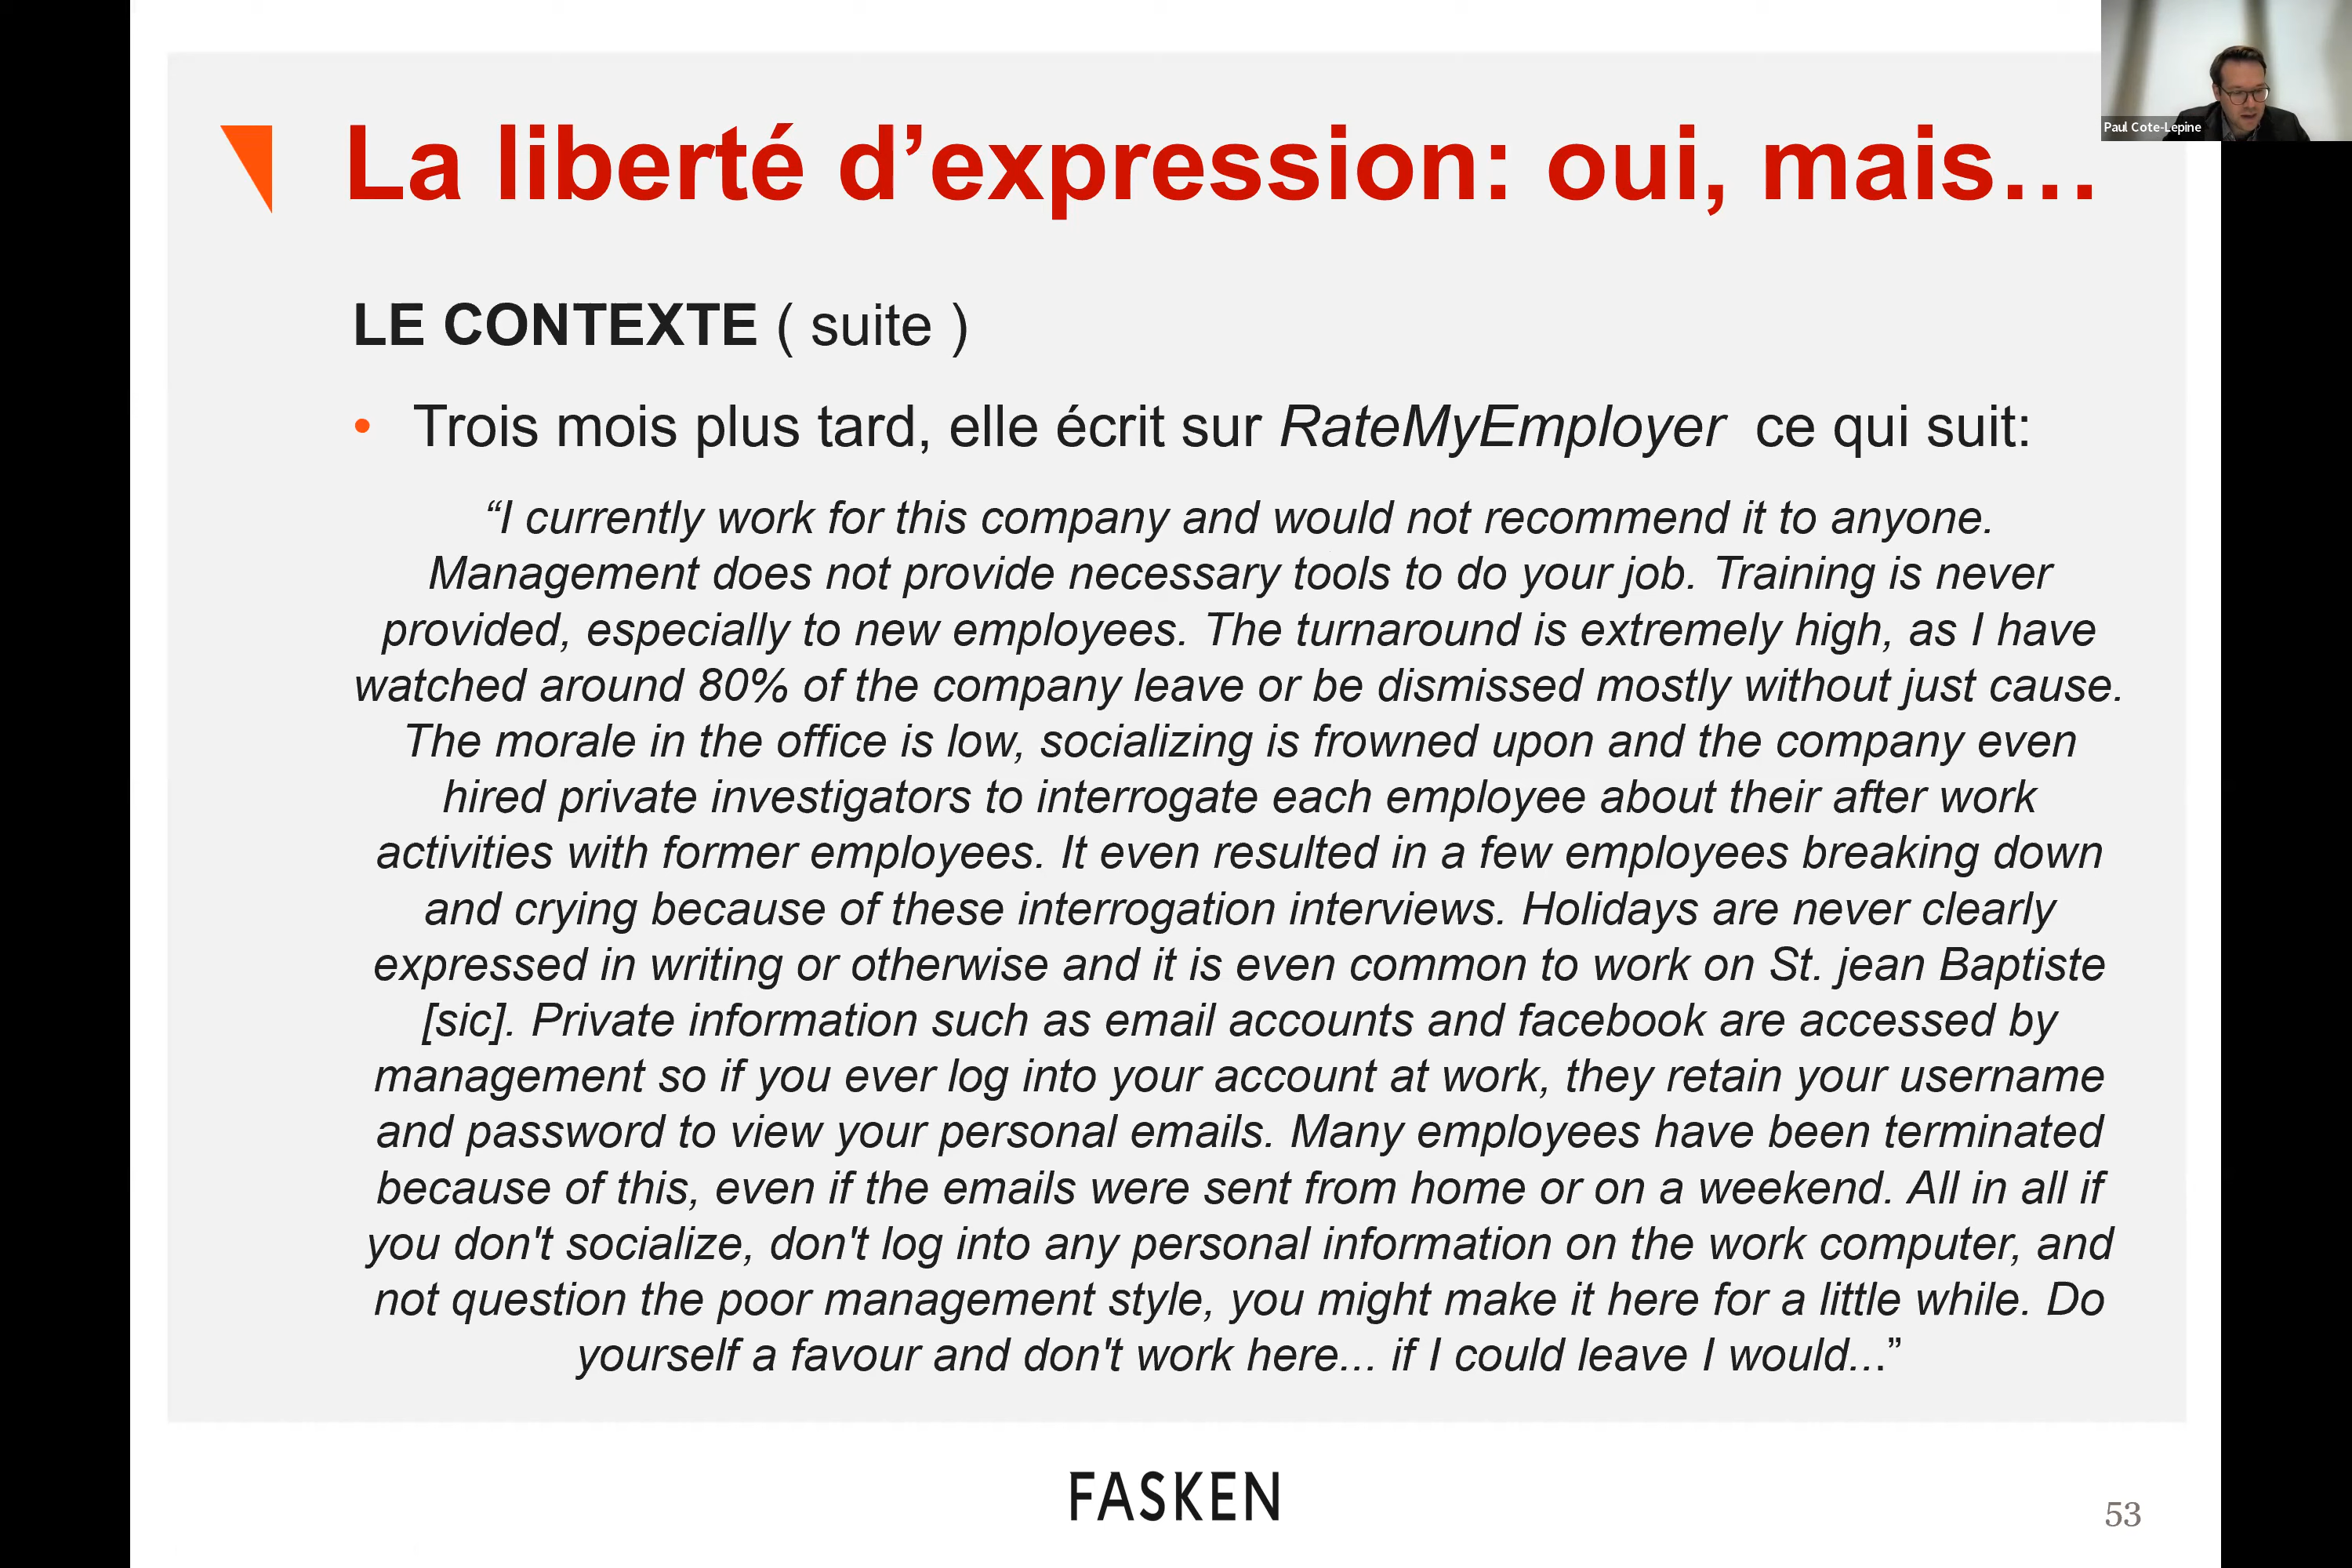 Paul Cote-Lepine
La liberté d’expression: oui, mais…
LE CONTEXTE ( suite )
• Trois mois plus tard, elle écrit sur RateMyEmployer ce qui suit:
“I currently work for this company and would not recommend it to anyone.
Management does not provide necessary tools to do your job. Training is never
provided, especially to new employees. The turnaround is extremely high, as I have
watched around 80% of the company leave or be dismissed mostly without just cause.
The morale in the office is low, socializing is frowned upon and the company even
hired private investigators to interrogate each employee about their after work
activities with former employees. It even resulted in a few employees breaking down
and crying because of these interrogation interviews. Holidays are never clearly
expressed in writing or otherwise and it is even common to work on St. jean Baptiste
[sic]. Private information such as email accounts and facebook are accessed by
management so if you ever log into your account at work, they retain your username
and password to view your personal emails. Many employees have been terminated
because of this, even if the emails were sent from home or on a weekend. All in all if
you don't socialize, don't log into any personal information on the work computer, and
not question the poor management style, you might make it here for a little while. Do
yourself a favour and don't work here... if I could leave I would...”
FASKEN
53